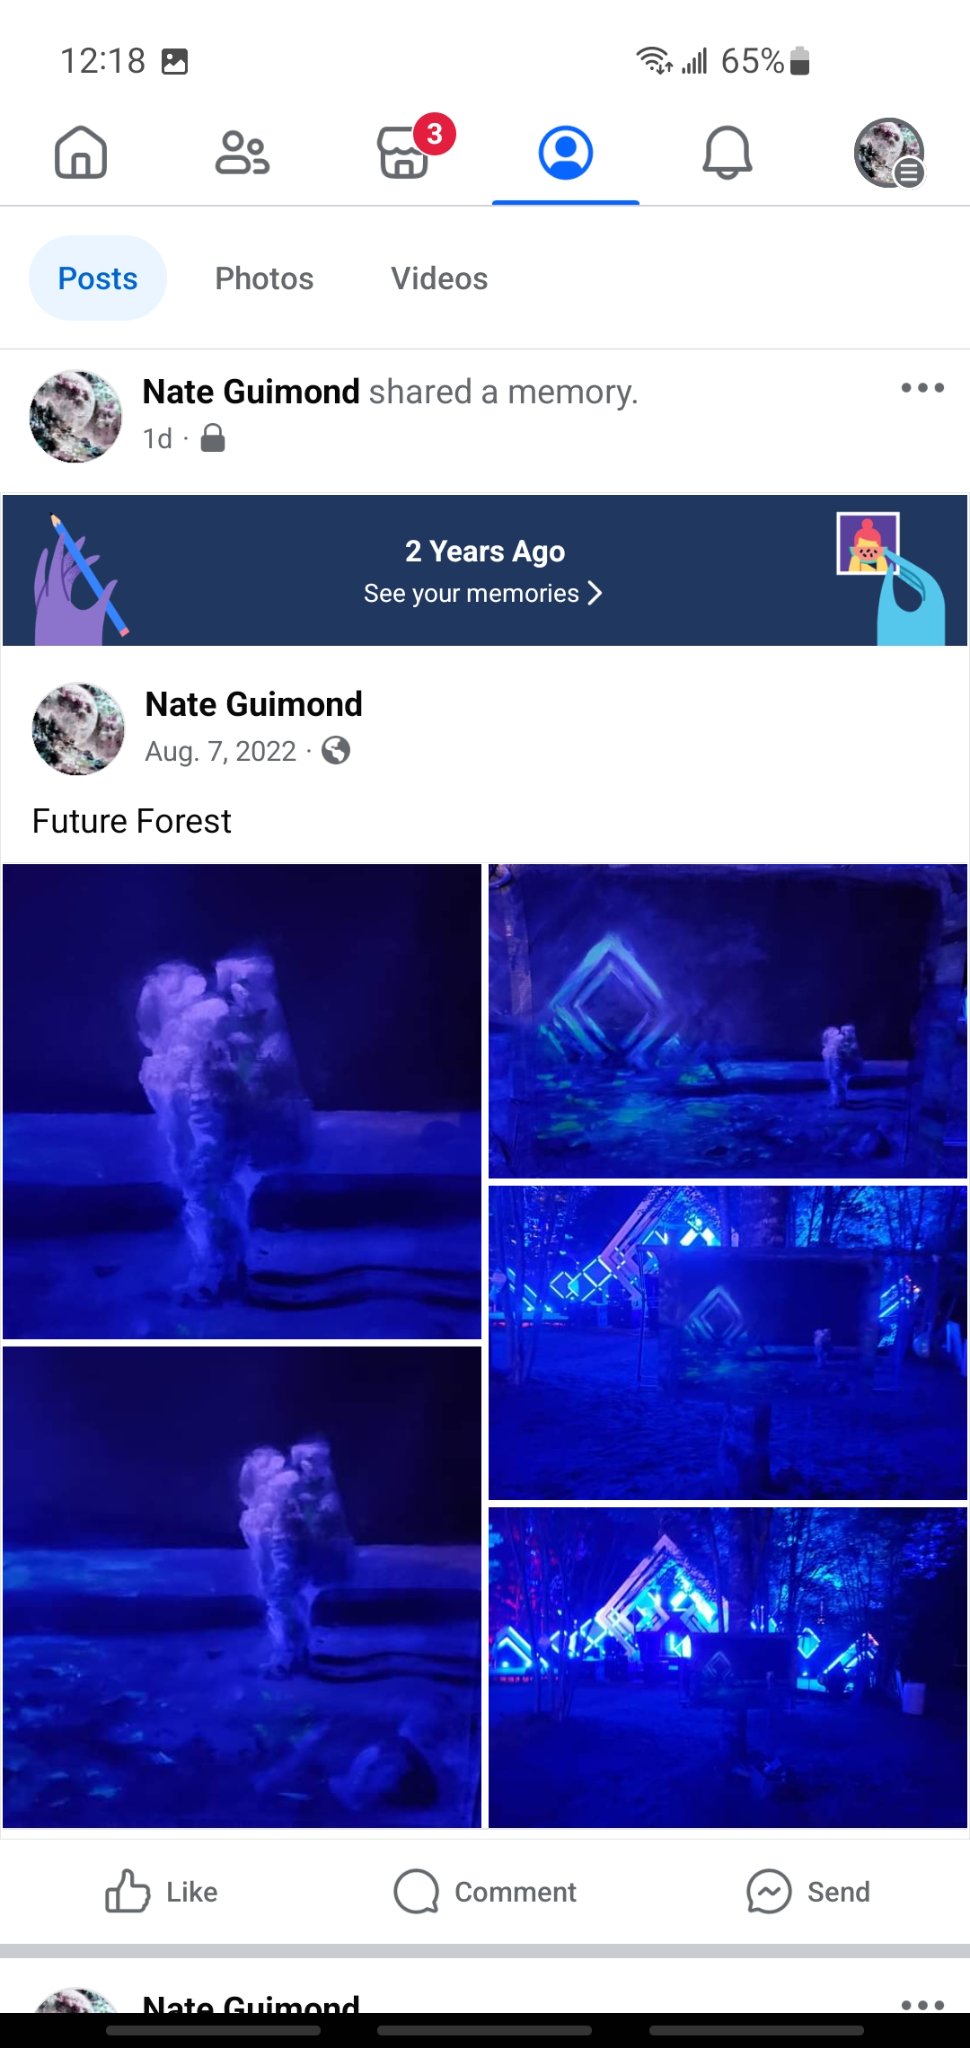 12:18 65%
3
Posts Photos Videos
Nate Guimond shared a memory.
1d ·
2 Years Ago
See your memories
Nate Guimond
Aug. 7, 2022 ·
Future Forest
Like Comment Send
Nate Guimond